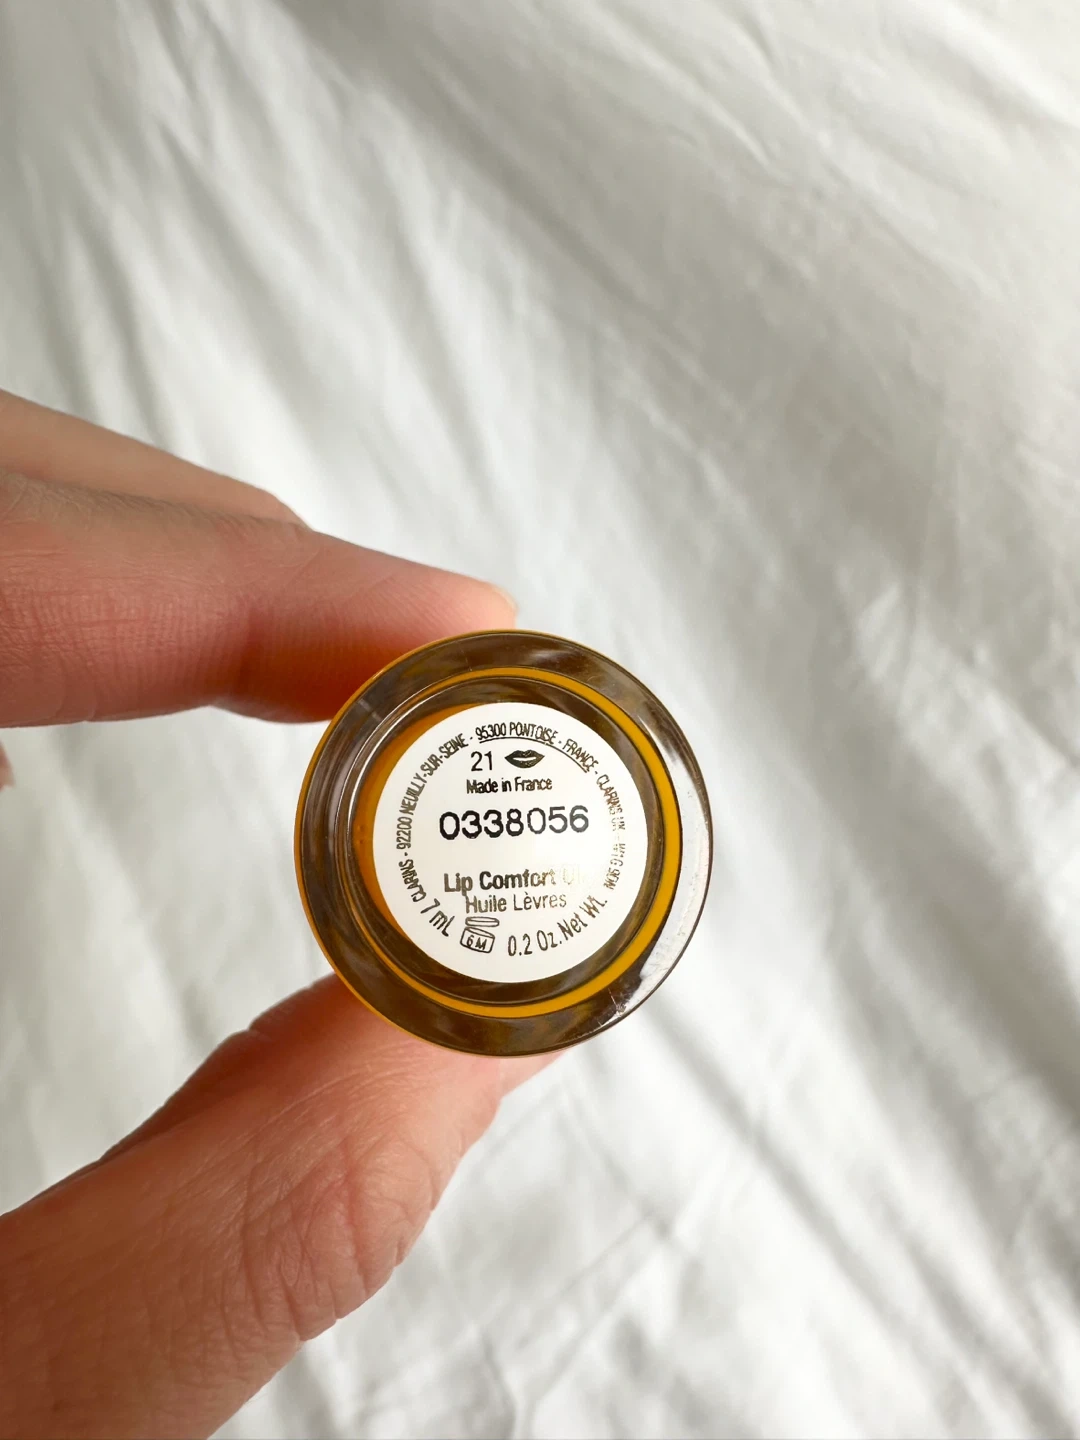 CLARINS - 92200 NEUILLY-SUR-SEINE - 95300 PONTOISE - FRANCE - CLARINS UK
21
Made in France
0338056
Lip Comfort
Huile Lèvres
7 mL 0.2 Oz. Net Wt.
6M